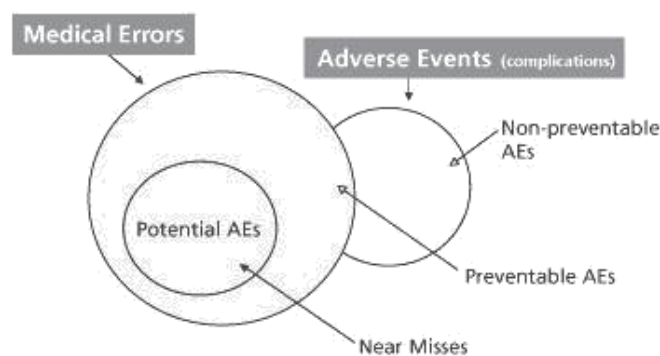 Medical Errors
Adverse Events (complications)
Non-preventable
AEs
Potential AEs
Preventable AEs
Near Misses